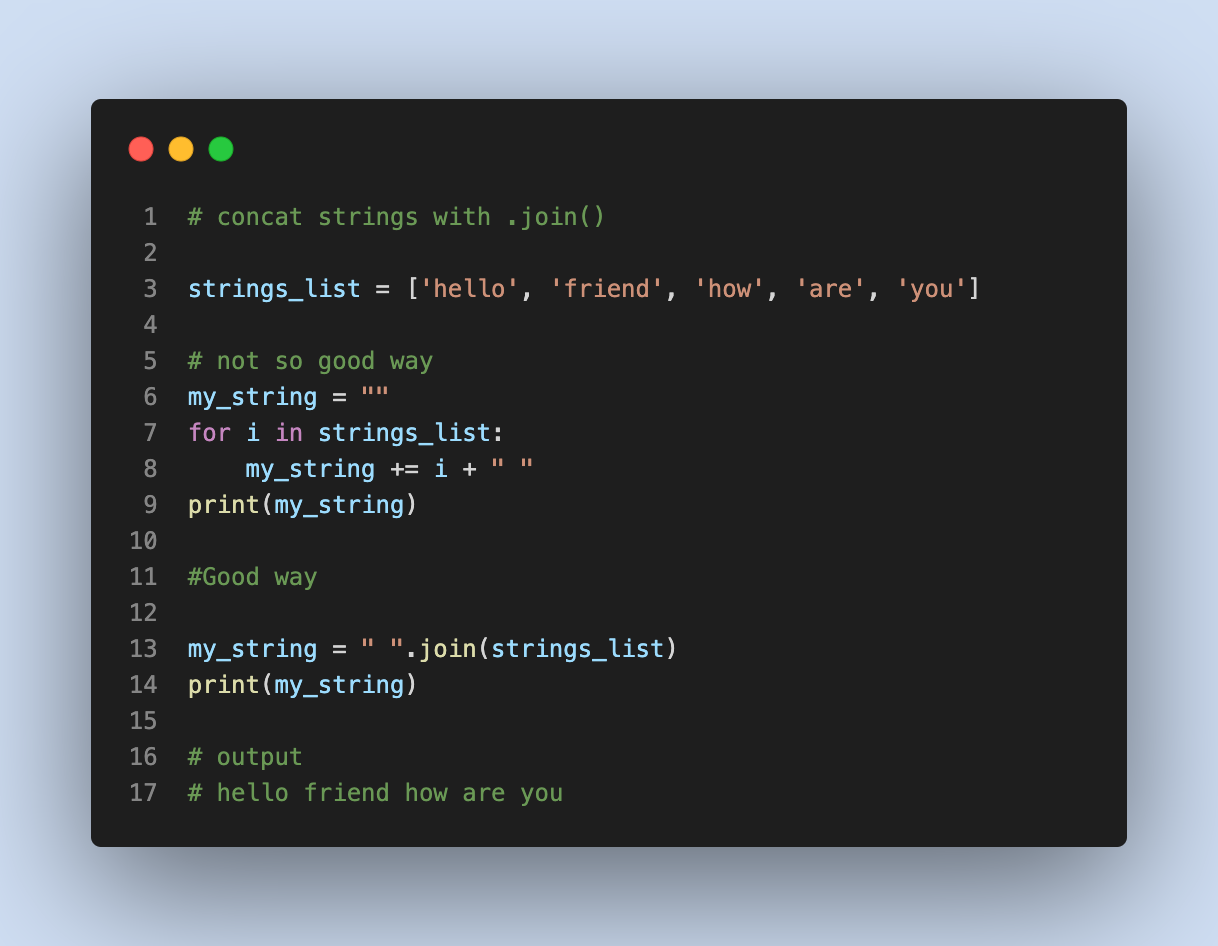 1 # concat strings with .join()
2
3 strings_list = ['hello', 'friend', 'how', 'are', 'you']
4
5 # not so good way
6 my_string = ""
7 for i in strings_list:
8     my_string += i + " "
9 print(my_string)
10
11 #Good way
12
13 my_string = " ".join(strings_list)
14 print(my_string)
15
16 # output
17 # hello friend how are you